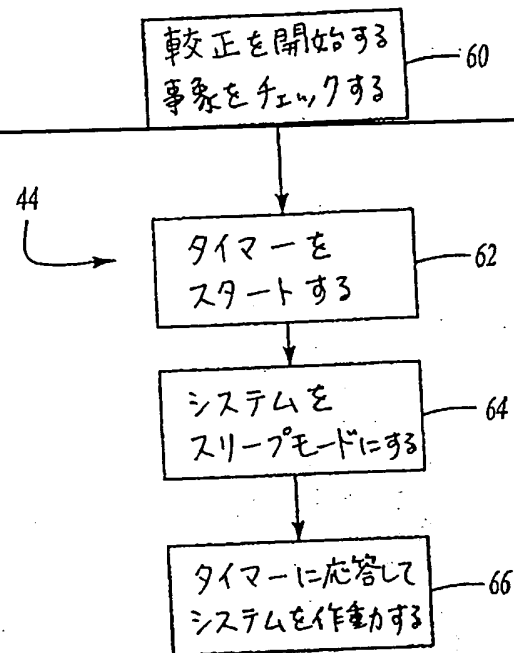 較正を開始する
事象をチェックする
60
44
タイマーを
スタートする
62
システムを
スリープモードにする
64
タイマーに応答して
システムを作動する
66